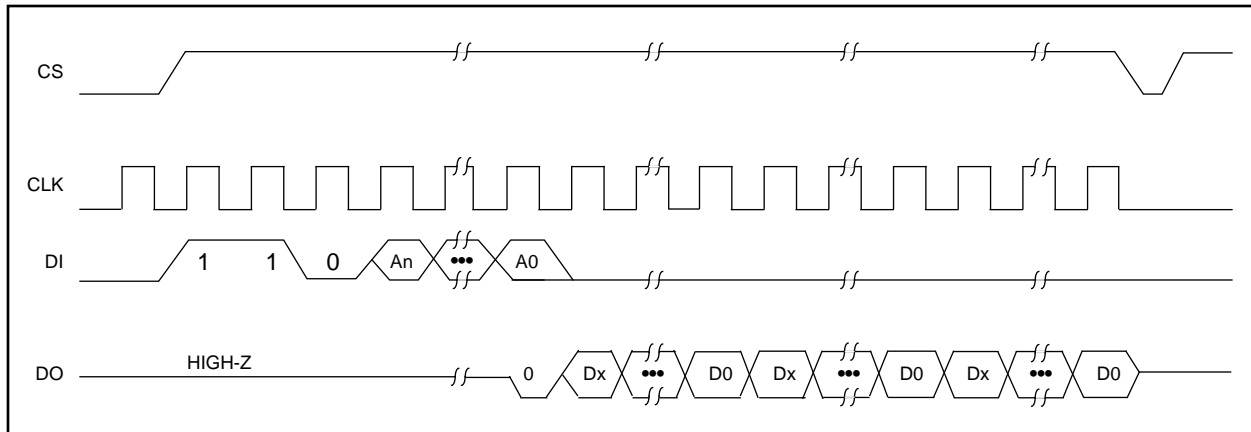 CS
CLK
DI
1 1 0 An ••• A0
DO
HIGH-Z
0 Dx ••• D0 Dx ••• D0 Dx ••• D0